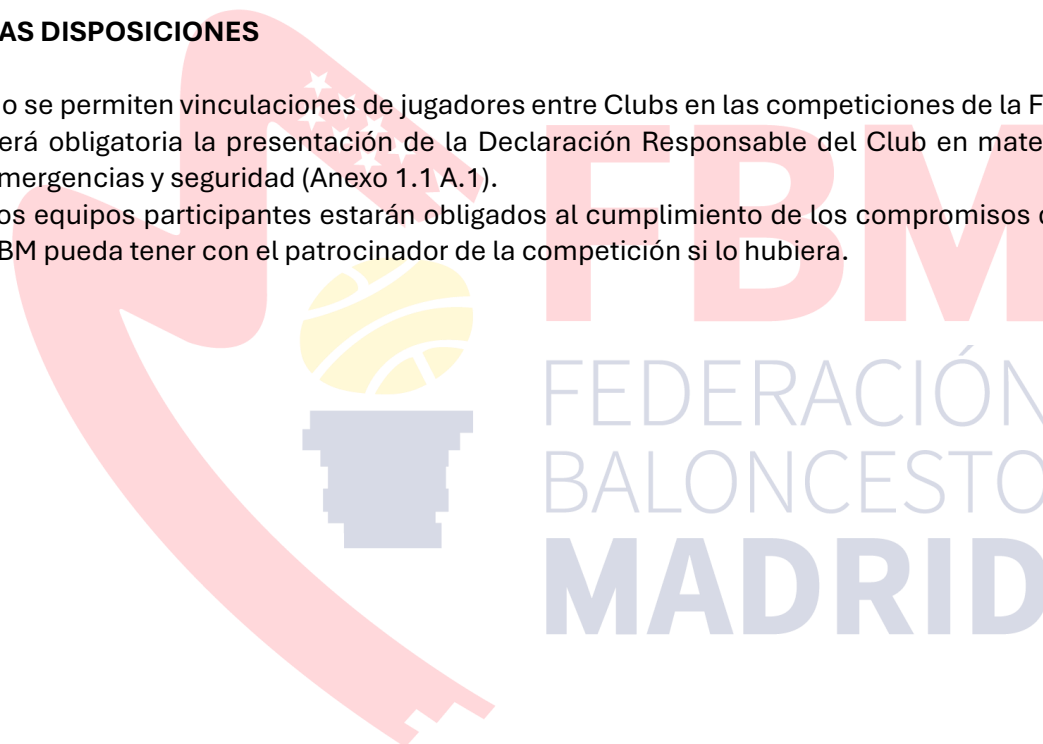 AS DISPOSICIONES
o se permiten vinculaciones de jugadores entre Clubs en las competiciones de la F
erá obligatoria la presentación de la Declaración Responsable del Club en mate
mergencias y seguridad (Anexo 1.1 A.1).
os equipos participantes estarán obligados al cumplimiento de los compromisos
BM pueda tener con el patrocinador de la competición si lo hubiera.
FBM
FEDERACIÓN
BALONCESTO
MADRID